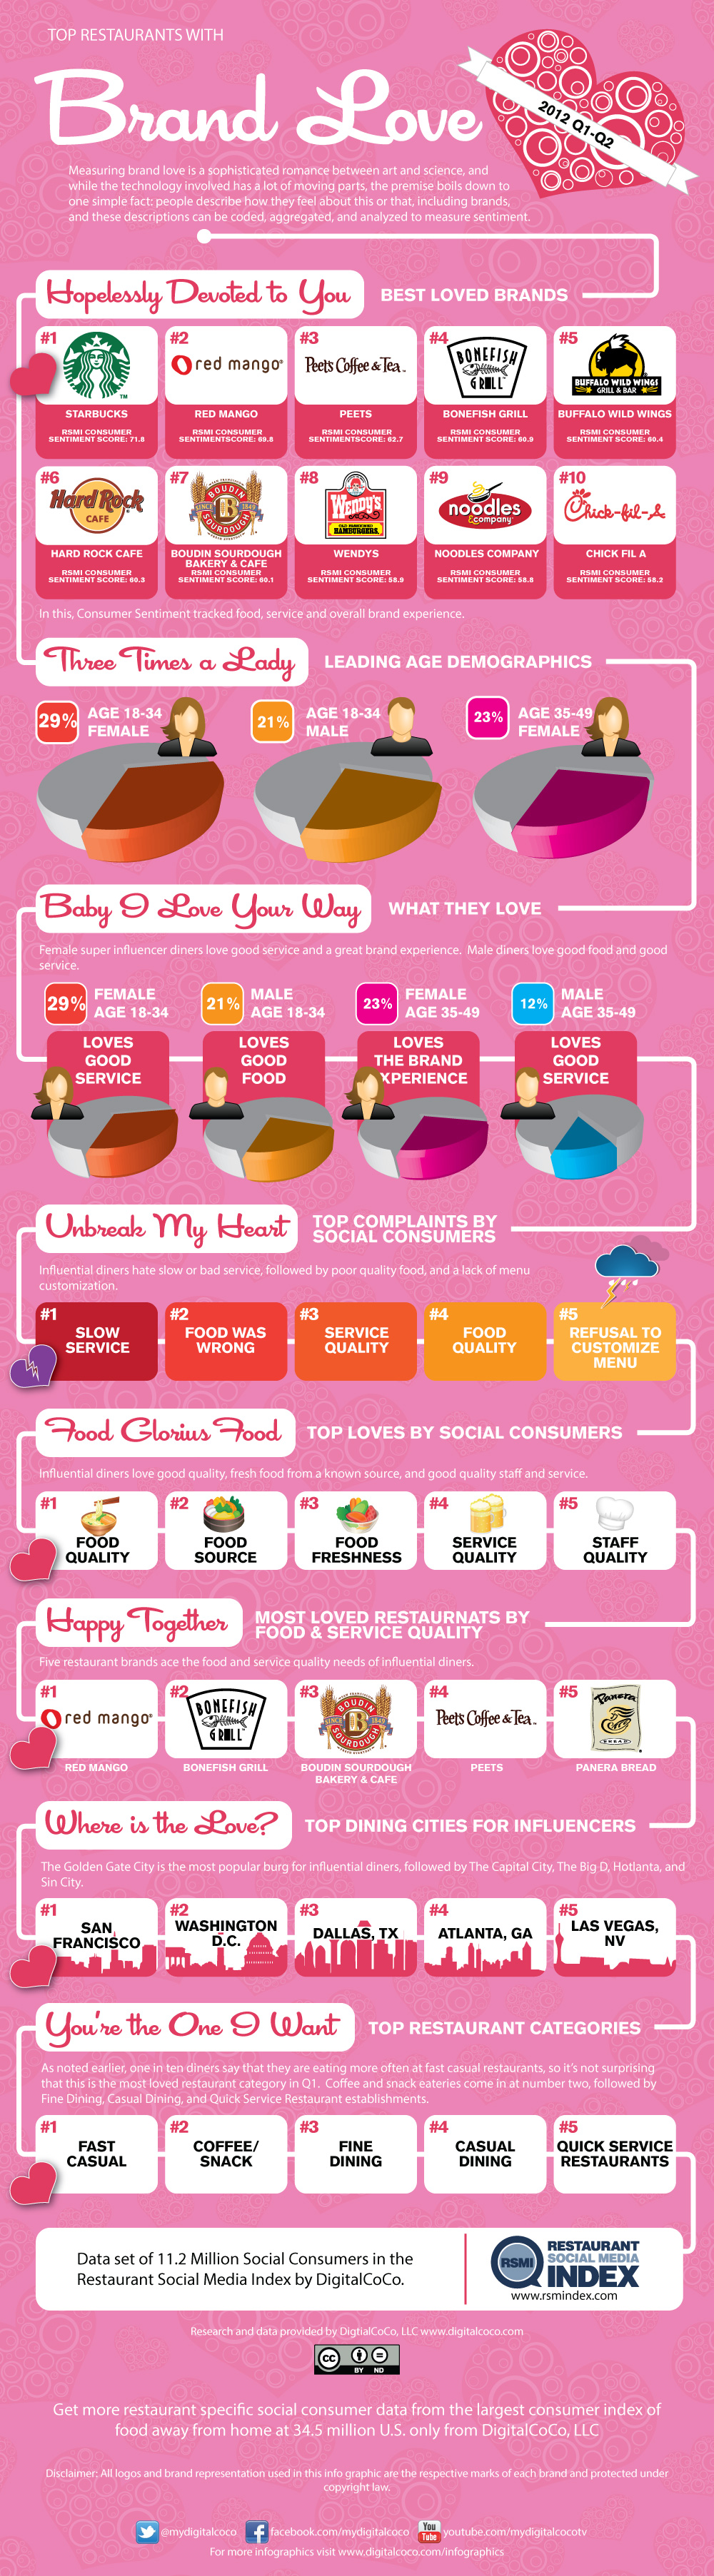 TOP RESTAURANTS WITH
Brand Love
2012 Q1-Q2
Measuring brand love is a sophisticated romance between art and science, and
while the technology involved has a lot of moving parts, the premise boils down to
one simple fact: people describe how they feel about this or that, including brands,
and these descriptions can be coded, aggregated, and analyzed to measure sentiment.
Hopelessly Devoted to You
BEST LOVED BRANDS
#1
TM
STARBUCKS
RSMI CONSUMER
SENTIMENT SCORE: 71.8
#2
red mango
RED MANGO
RSMI CONSUMER
SENTIMENTSCORE: 69.8
#3
Peet's Coffee & Tea
PEETS
RSMI CONSUMER
SENTIMENTSCORE: 62.7
#4
BONEFISH
GRILL
BONEFISH GRILL
RSMI CONSUMER
SENTIMENT SCORE: 60.9
#5
BUFFALO WILD WINGS
GRILL & BAR
BUFFALO WILD WINGS
RSMI CONSUMER
SENTIMENT SCORE: 60.4
#6
Hard Rock
CAFE
HARD ROCK CAFE
RSMI CONSUMER
SENTIMENT SCORE: 60.3
#7
BOUDIN
SINCE B 1849
SOURDOUGH
BOUDIN SOURDOUGH
BAKERY & CAFE
RSMI CONSUMER
SENTIMENT SCORE: 60.1
#8
WENDY'S
OLD FASHIONED
HAMBURGERS
WENDYS
RSMI CONSUMER
SENTIMENT SCORE: 58.9
#9
noodles
& company
NOODLES COMPANY
RSMI CONSUMER
SENTIMENT SCORE: 58.8
#10
Chick-fil-A
CHICK FIL A
RSMI CONSUMER
SENTIMENT SCORE: 58.2
In this, Consumer Sentiment tracked food, service and overall brand experience.
Three Times a Lady
LEADING AGE DEMOGRAPHICS
29%
AGE 18-34
FEMALE
21%
AGE 18-34
MALE
23%
AGE 35-49
FEMALE
Baby I Love Your Way
WHAT THEY LOVE
Female super influencer diners love good service and a great brand experience. Male diners love good food and good
service.
29%
FEMALE
AGE 18-34
LOVES
GOOD
SERVICE
21%
MALE
AGE 18-34
LOVES
GOOD
FOOD
23%
FEMALE
AGE 35-49
LOVES
THE BRAND
XPERIENCE
12%
MALE
AGE 35-49
LOVES
GOOD
SERVICE
Unbreak My Heart
TOP COMPLAINTS BY
SOCIAL CONSUMERS
Influential diners hate slow or bad service, followed by poor quality food, and a lack of menu
customization.
#1
SLOW
SERVICE
#2
FOOD WAS
WRONG
#3
SERVICE
QUALITY
#4
FOOD
QUALITY
#5
REFUSAL TO
CUSTOMIZE
MENU
Food Glorius Food
TOP LOVES BY SOCIAL CONSUMERS
Influential diners love good quality, fresh food from a known source, and good quality staff and service.
#1
FOOD
QUALITY
#2
FOOD
SOURCE
#3
FOOD
FRESHNESS
#4
SERVICE
QUALITY
#5
STAFF
QUALITY
Happy Together
MOST LOVED RESTAURNATS BY
FOOD & SERVICE QUALITY
Five restaurant brands ace the food and service quality needs of influential diners.
#1
red mango
RED MANGO
#2
BONEFISH
GRILL
BONEFISH GRILL
#3
BOUDIN
SINCE B 1849
SOURDOUGH
BOUDIN SOURDOUGH
BAKERY & CAFE
#4
Peet's Coffee & Tea
PEETS
#5
Panera
BREAD
PANERA BREAD
Where is the Love?
TOP DINING CITIES FOR INFLUENCERS
The Golden Gate City is the most popular burg for influential diners, followed by The Capital City, The Big D, Hotlanta, and
Sin City.
#1
SAN
FRANCISCO
#2
WASHINGTON
D.C.
#3
DALLAS, TX
#4
ATLANTA, GA
#5
LAS VEGAS,
NV
You're the One I Want
TOP RESTAURANT CATEGORIES
As noted earlier, one in ten diners say that they are eating more often at fast casual restaurants, so it's not surprising
that this is the most loved restaurant category in Q1. Coffee and snack eateries come in at number two, followed by
Fine Dining, Casual Dining, and Quick Service Restaurant establishments.
#1
FAST
CASUAL
#2
COFFEE/
SNACK
#3
FINE
DINING
#4
CASUAL
DINING
#5
QUICK SERVICE
RESTAURANTS
Data set of 11.2 Million Social Consumers in the
Restaurant Social Media Index by DigitalCoCo.
RSMI
RESTAURANT
SOCIAL MEDIA
INDEX
www.rsmindex.com
Research and data provided by DigtialCoCo, LLC www.digitalcoco.com
cc
BY ND
Get more restaurant specific social consumer data from the largest consumer index of
food away from home at 34.5 million U.S. only from DigitalCoCo, LLC
Disclaimer: All logos and brand representation used in this info graphic are the respective marks of each brand and protected under
copyright law.
@mydigitalcoco
facebook.com/mydigitalcoco
You
Tube
youtube.com/mydigitalcocotv
For more infographics visit www.digitalcoco.com/infographics